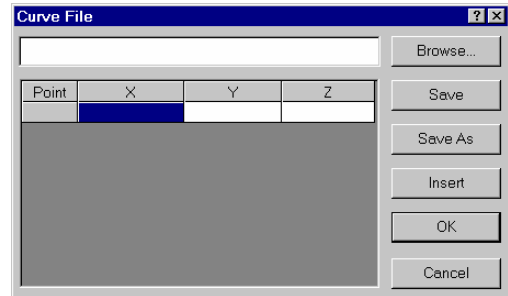 Curve File
Browse...
Point X Y Z
Save
Save As
Insert
OK
Cancel